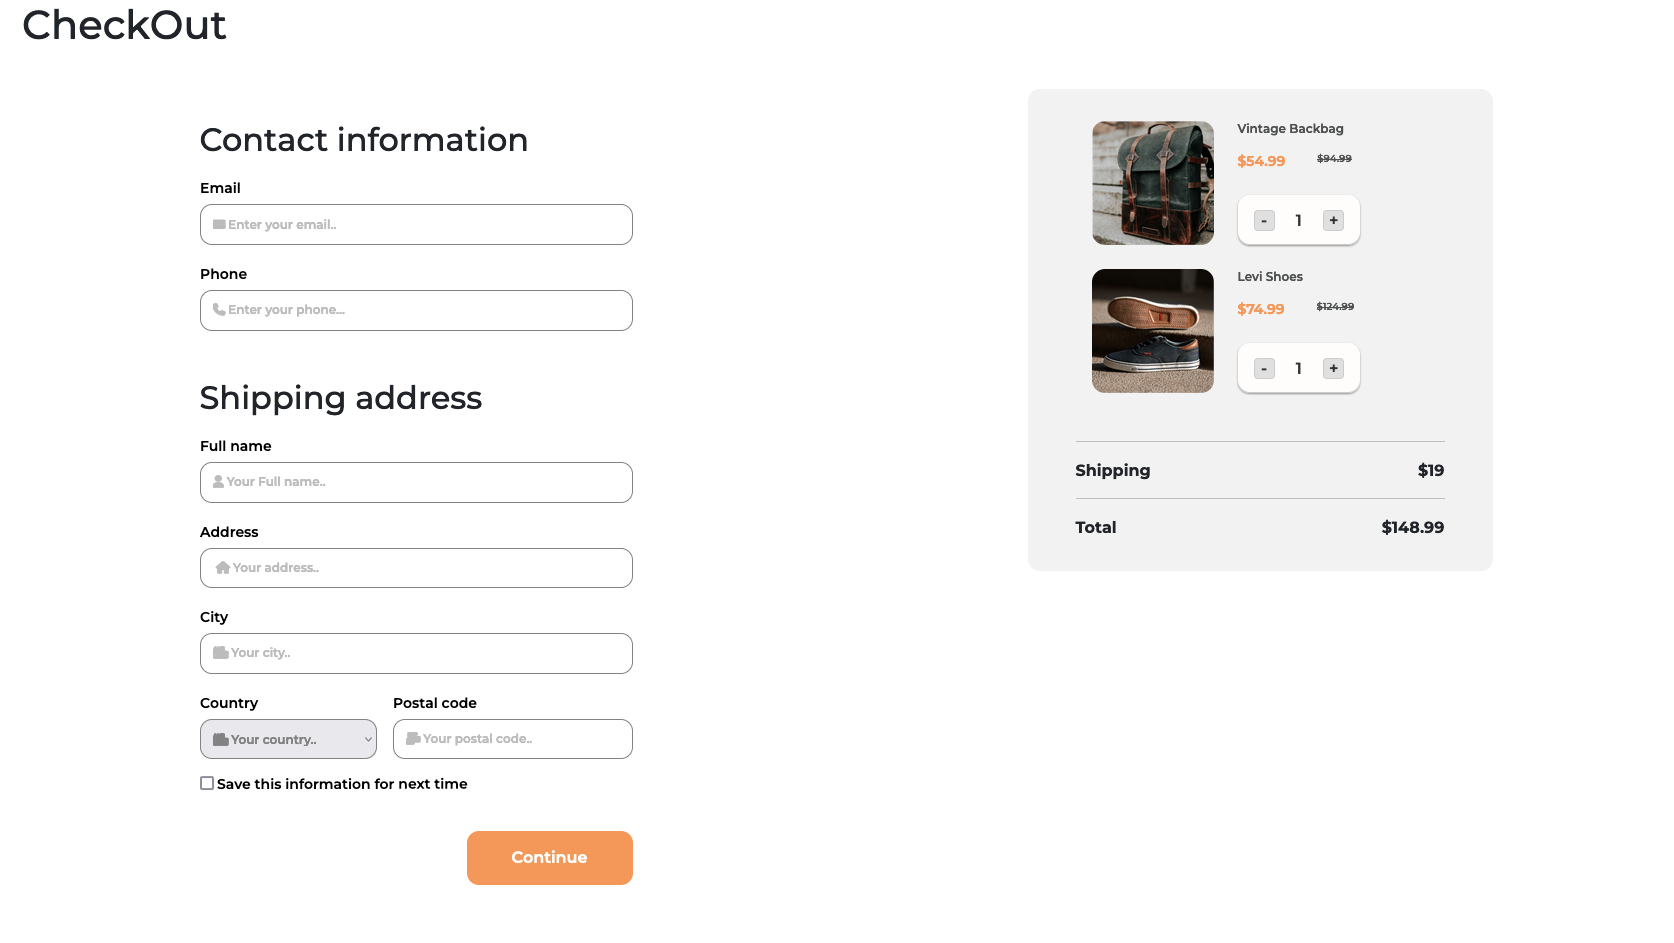 CheckOut
Contact information
Email
Enter your email..
Phone
Enter your phone...
Shipping address
Full name
Your Full name..
Address
Your address..
City
Your city..
Country Postal code
Your country.. Your postal code..
Save this information for next time
Continue
Vintage Backbag
$54.99 $94.99
- 1 +
Levi Shoes
$74.99 $124.99
- 1 +
Shipping $19
Total $148.99